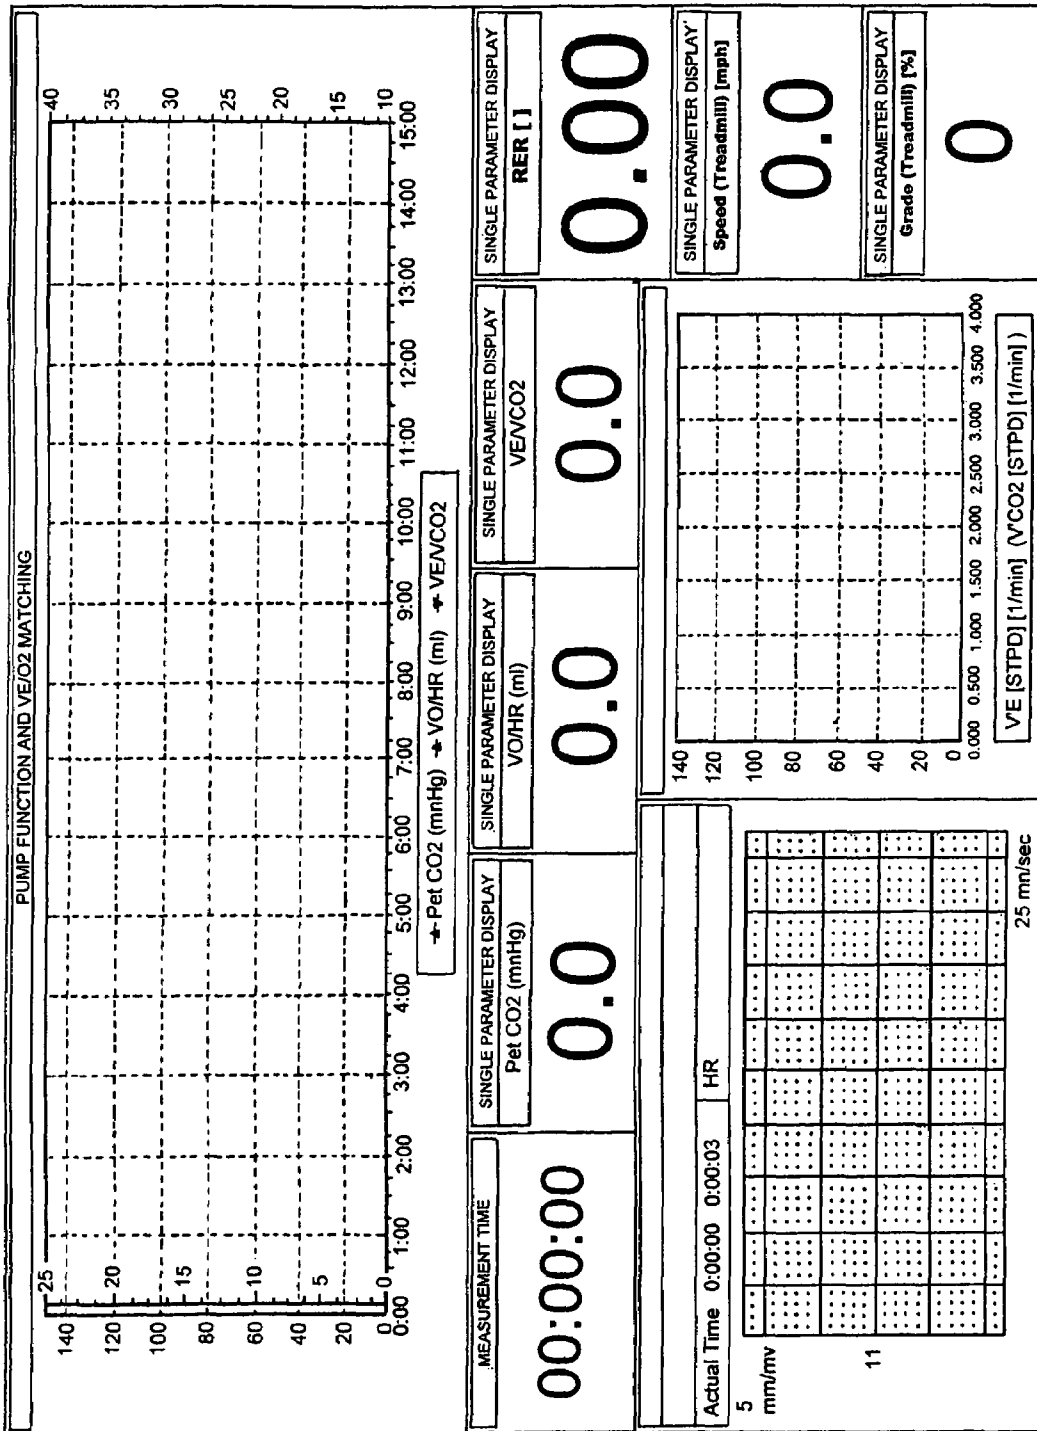 PUMP FUNCTION AND VE/O2 MATCHING
140
120
100
80
60
40
20
0
25
20
15
10
5
0
40
35
30
25
20
15
10
0:00 1:00 2:00 3:00 4:00 5:00 6:00 7:00 8:00 9:00 10:00 11:00 12:00 13:00 14:00 15:00
Pet CO2 (mnHg) VO/HR (ml) VE/VCO2
MEASUREMENT TIME
00:00:00
SINGLE PARAMETER DISPLAY
Pet CO2 (mnHg)
0.0
SINGLE PARAMETER DISPLAY
VO/HR (ml)
0.0
SINGLE PARAMETER DISPLAY
VE/VCO2
0.0
SINGLE PARAMETER DISPLAY
RER [ ]
0.00
Actual Time 0:00:00 0:00:03 HR
5
mm/mv
11
25 mn/sec
140
120
100
80
60
40
20
0
0.000 0.500 1.000 1.500 2.000 2.500 3.000 3.500 4.000
V'E [STPD] [1/min] (V'CO2 [STPD] [1/min] )
SINGLE PARAMETER DISPLAY'
Speed (Treadmill) [mph]
0.0
SINGLE PARAMETER DISPLAY
Grade (Treadmill) [%]
0